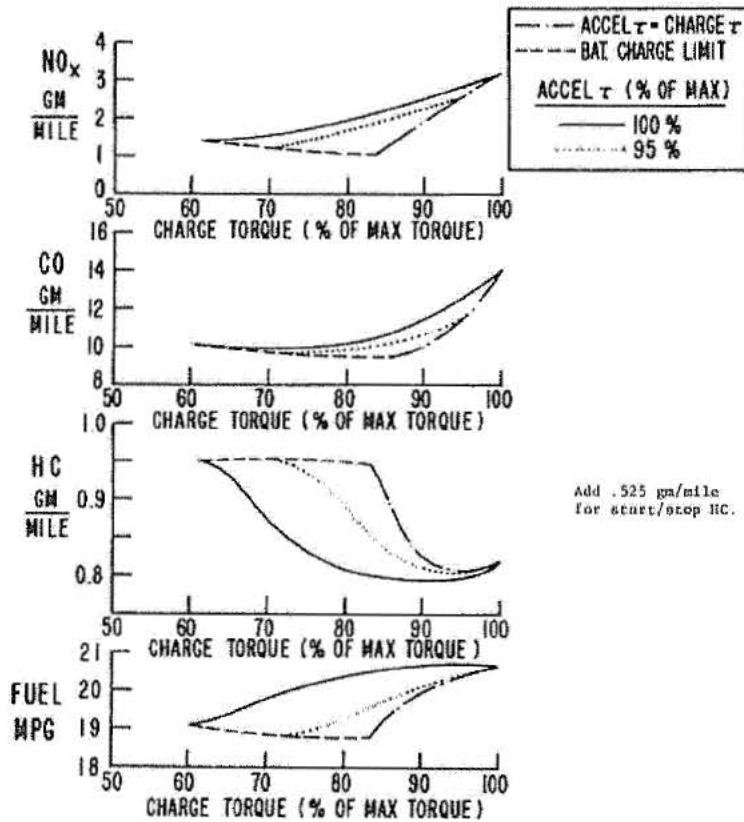 ACCEL τ = CHARGE τ
BAT. CHARGE LIMIT
ACCEL τ (% OF MAX)
100 %
95 %
NOx
GM
MILE
4
3
2
1
0
50 60 70 80 90 100
CHARGE TORQUE (% OF MAX TORQUE)
CO
GM
MILE
16
14
12
10
8
50 60 70 80 90 100
CHARGE TORQUE (% OF MAX TORQUE)
HC
GM
MILE
1.0
0.9
0.8
50 60 70 80 90 100
CHARGE TORQUE (% OF MAX TORQUE)
Add .525 gm/mile
for start/stop HC.
FUEL
MPG
21
20
19
18
50 60 70 80 90 100
CHARGE TORQUE (% OF MAX TORQUE)